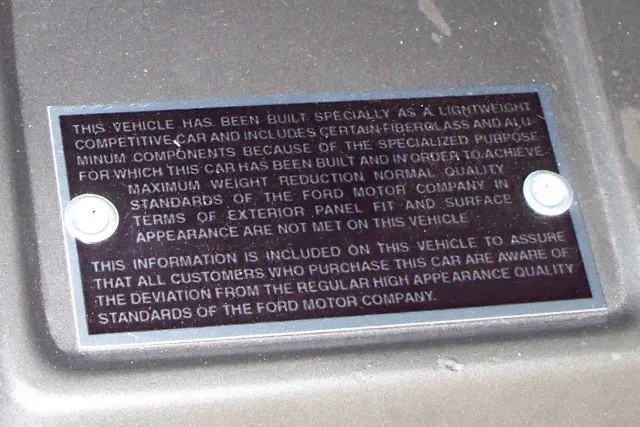 THIS VEHICLE HAS BEEN BUILT SPECIALLY AS A LIGHTWEIGHT
COMPETITIVE CAR AND INCLUDES CERTAIN FIBERGLASS AND ALU
MINUM COMPONENTS BECAUSE OF THE SPECIALIZED PURPOSE
FOR WHICH THIS CAR HAS BEEN BUILT AND IN ORDER TO ACHIEVE
MAXIMUM WEIGHT REDUCTION NORMAL QUALITY
STANDARDS OF THE FORD MOTOR COMPANY IN
TERMS OF EXTERIOR PANEL FIT AND SURFACE
APPEARANCE ARE NOT MET ON THIS VEHICLE
THIS INFORMATION IS INCLUDED ON THIS VEHICLE TO ASSURE
THAT ALL CUSTOMERS WHO PURCHASE THIS CAR ARE AWARE OF
THE DEVIATION FROM THE REGULAR HIGH APPEARANCE QUALITY
STANDARDS OF THE FORD MOTOR COMPANY.